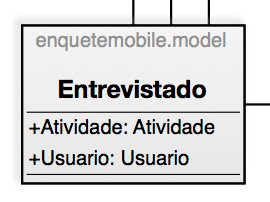 enquetemobile.model
Entrevistado
+Atividade: Atividade
+Usuario: Usuario